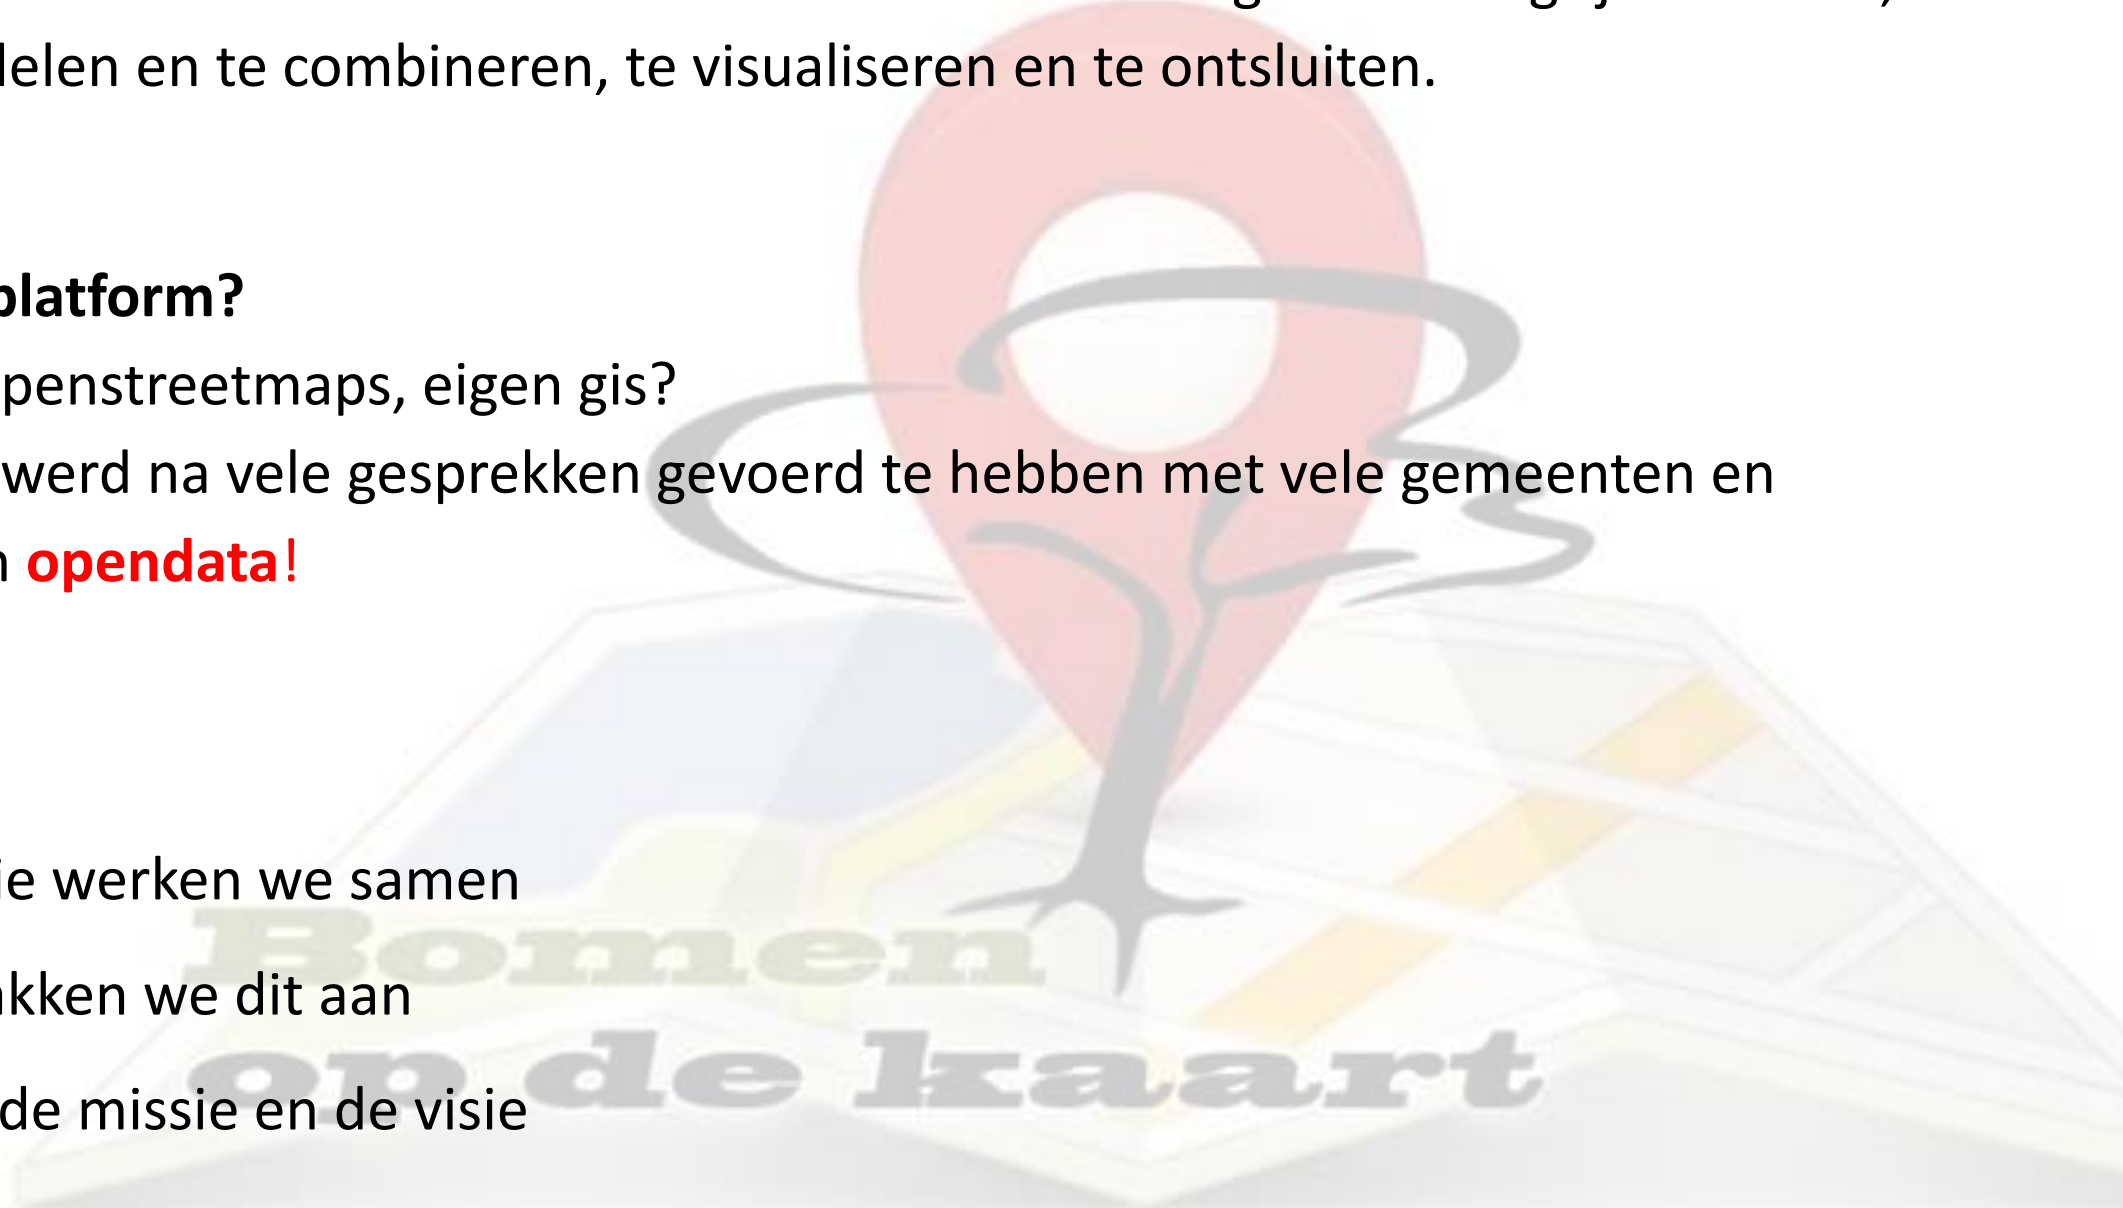 en te combineren, te visualiseren en te ontsluiten.
platform?
penstreetmaps, eigen gis?
werd na vele gesprekken gevoerd te hebben met vele gemeenten en
opendata!
ie werken we samen
Bomen
kken we dit aan
op de kaart
de missie en de visie